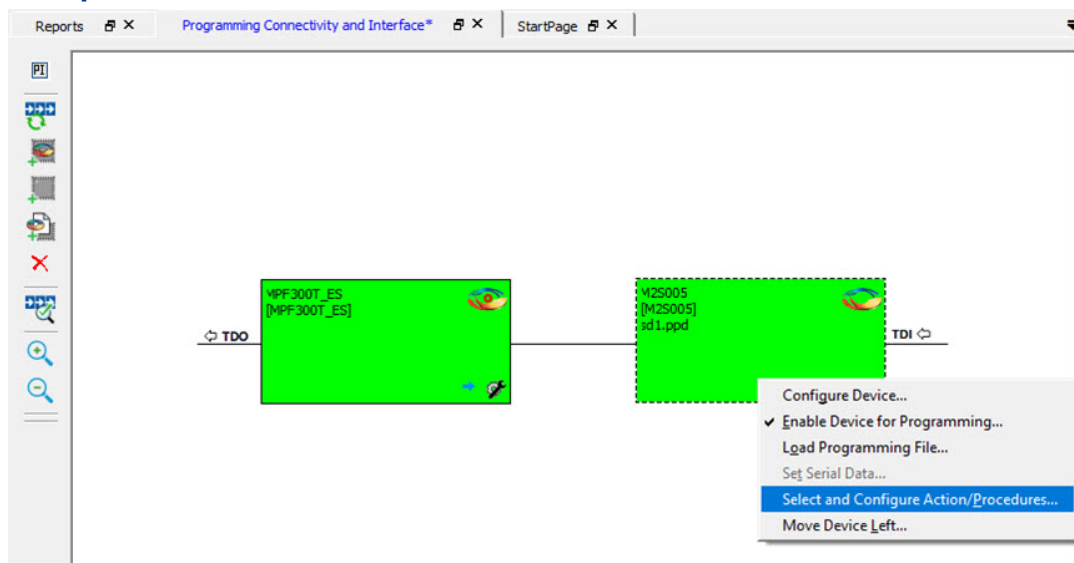 Reports
Programming Connectivity and Interface*
StartPage
PI
MPF300T_ES
[MPF300T_ES]
TDO
M2S005
[M2S005]
sd1.ppd
TDI
Configure Device...
Enable Device for Programming...
Load Programming File...
Set Serial Data...
Select and Configure Action/Procedures...
Move Device Left...